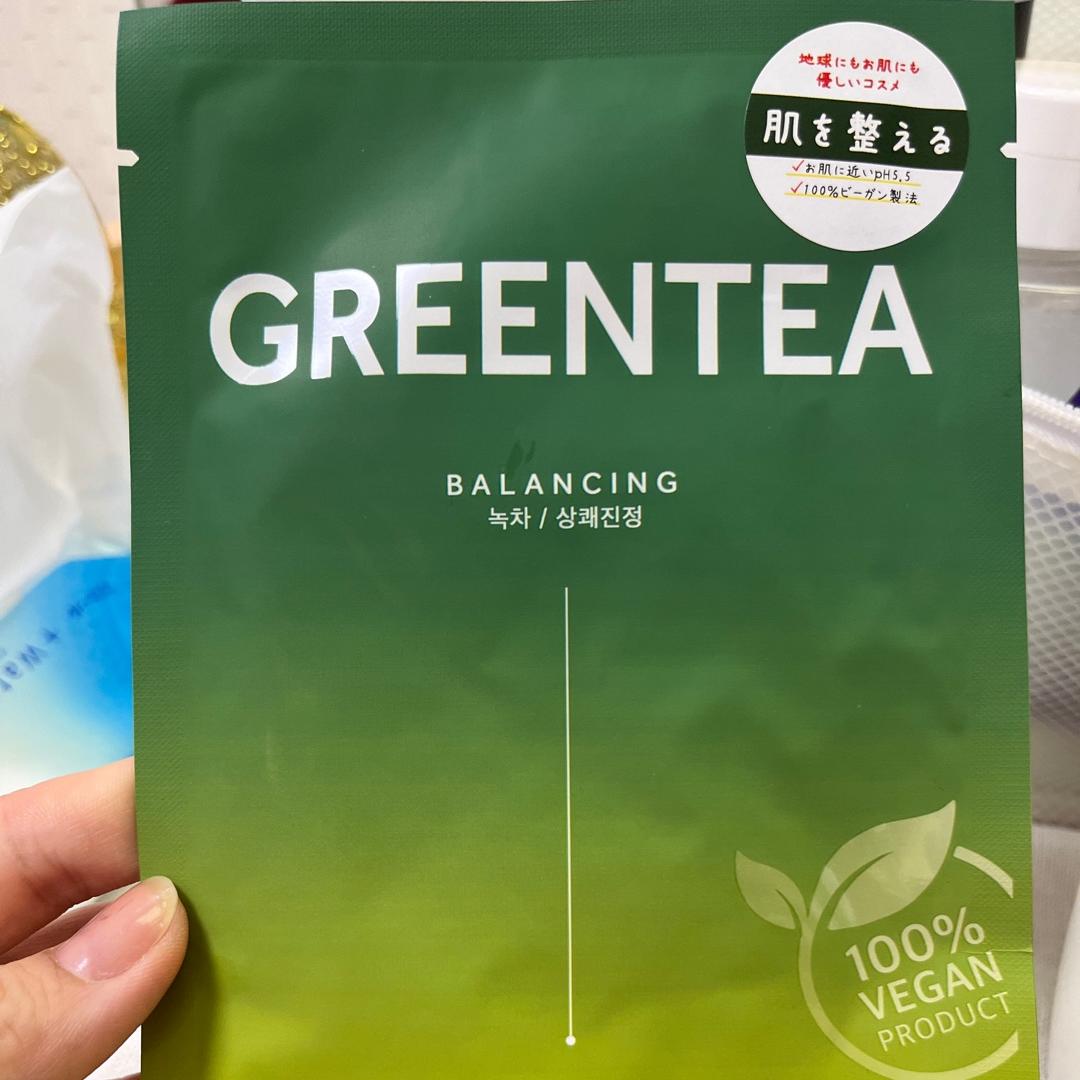 地球にもお肌にも
優しいコスメ
肌を整える
✓お肌に近いpH5.5
✓100%ビーガン製法
GREENTEA
BALANCING
녹차 / 상쾌진정
100%
VEGAN
PRODUCT